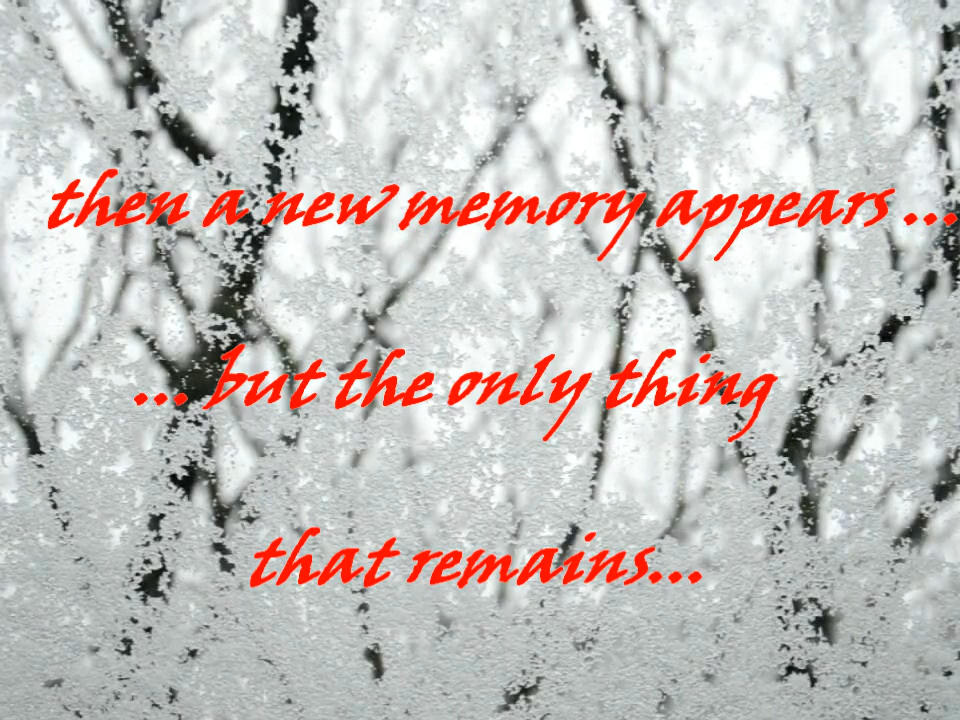 then a new memory appears ...
... but the only thing
that remains...